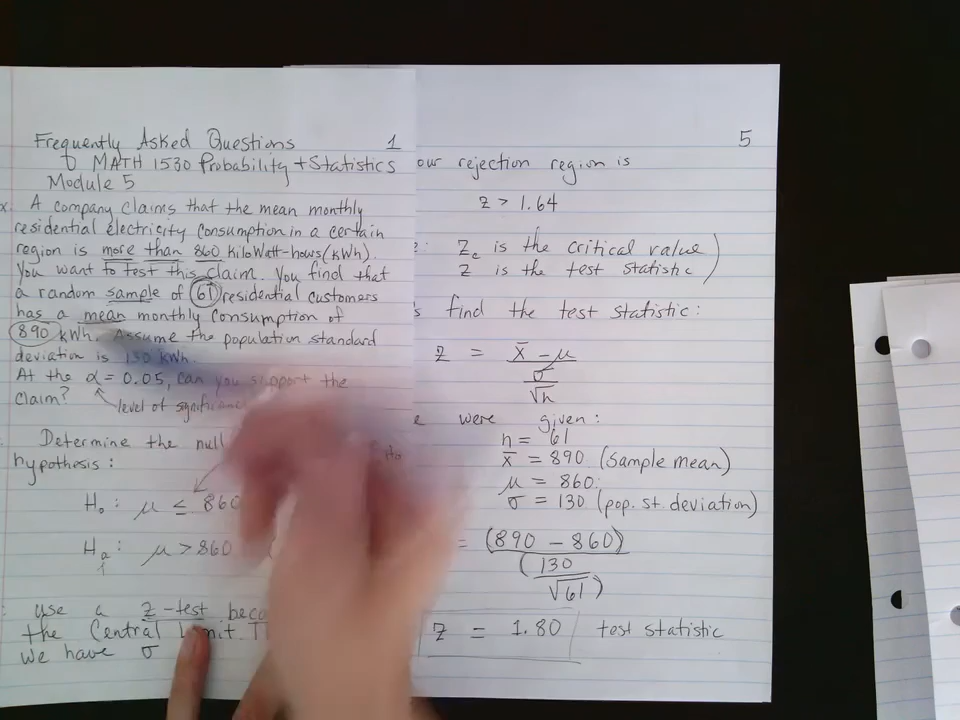 Frequently Asked Questions 1
to MATH 1530 Probability + Statistics
Module 5
x. A company claims that the mean monthly
residential electricity consumption in a certain
region is more than 860 KiloWatt-hours (kWh).
You want to test this claim. You find that
a random sample of 61 residential customers
has a mean monthly consumption of
890 kWh. Assume the population standard
deviation is 130 kWh.
At the α = 0.05, can you support the
claim?
level of
Determine the null
hypothesis:
H₀: μ ≤ 860
Hₐ: μ > 860
use a z-test
the Central Limit
we have σ
5
our rejection region is
z > 1.64
z꜀ is the critical value
z is the test statistic )
find the test statistic:
z = x̄ - μ
σ
√n
were given:
n = 61
x̄ = 890 (sample mean)
μ = 860
σ = 130 (pop. st. deviation)
= (890 - 860)
(130
√61)
z = 1.80 test statistic